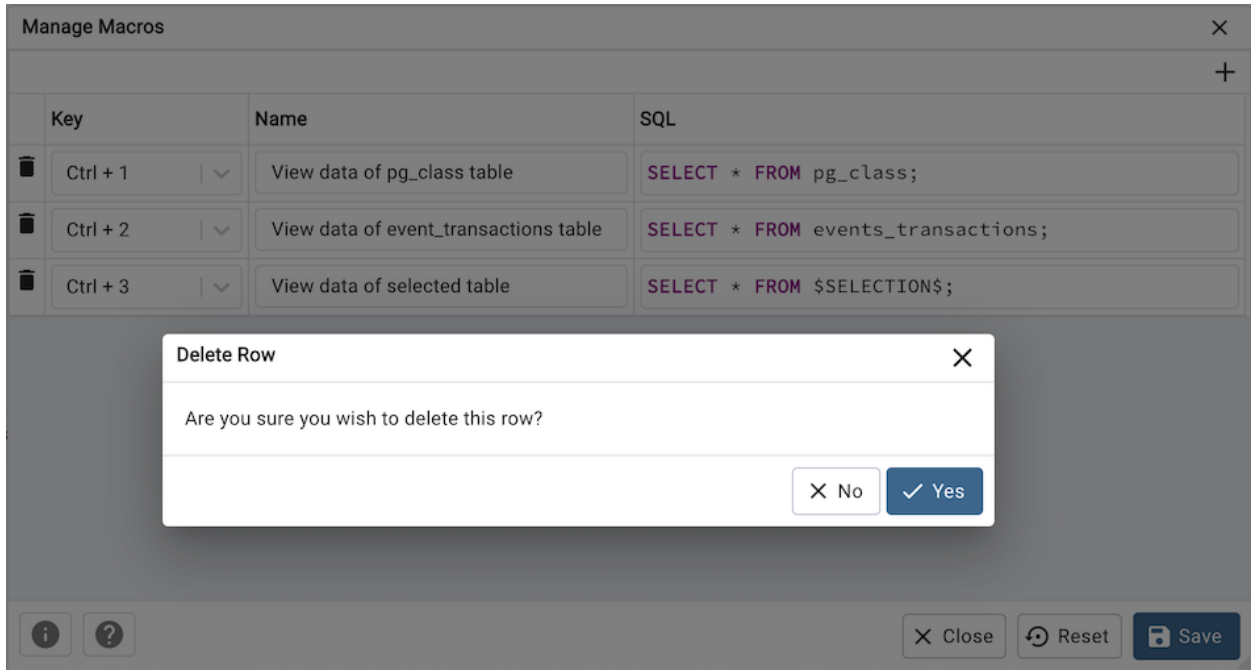 Manage Macros
Key Name SQL
Ctrl + 1 View data of pg_class table SELECT * FROM pg_class;
Ctrl + 2 View data of event_transactions table SELECT * FROM events_transactions;
Ctrl + 3 View data of selected table SELECT * FROM $SELECTION$;
Delete Row
Are you sure you wish to delete this row?
No Yes
Close Reset Save